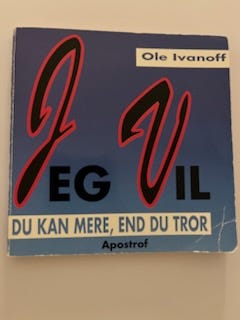 Ole Ivanoff
JEG VIL
DU KAN MERE, END DU TROR
Apostrof